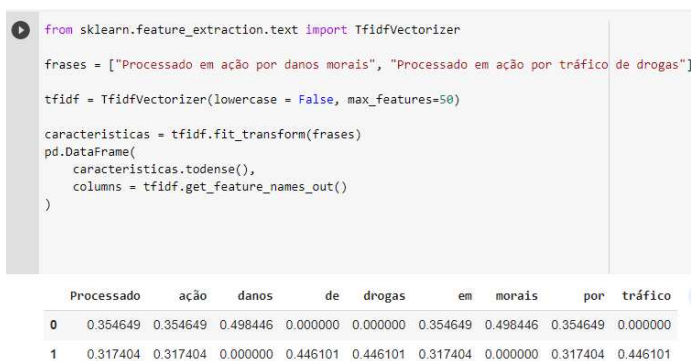 from sklearn.feature_extraction.text import TfidfVectorizer
frases = ["Processado em ação por danos morais", "Processado em ação por tráfico de drogas"]
tfidf = TfidfVectorizer(lowercase = False, max_features=50)
caracteristicas = tfidf.fit_transform(frases)
pd.DataFrame(
    caracteristicas.todense(),
    columns = tfidf.get_feature_names_out()
)
Processado ação danos de drogas em morais por tráfico
0 0.354649 0.354649 0.498446 0.000000 0.000000 0.354649 0.498446 0.354649 0.000000
1 0.317404 0.317404 0.000000 0.446101 0.446101 0.317404 0.000000 0.317404 0.446101